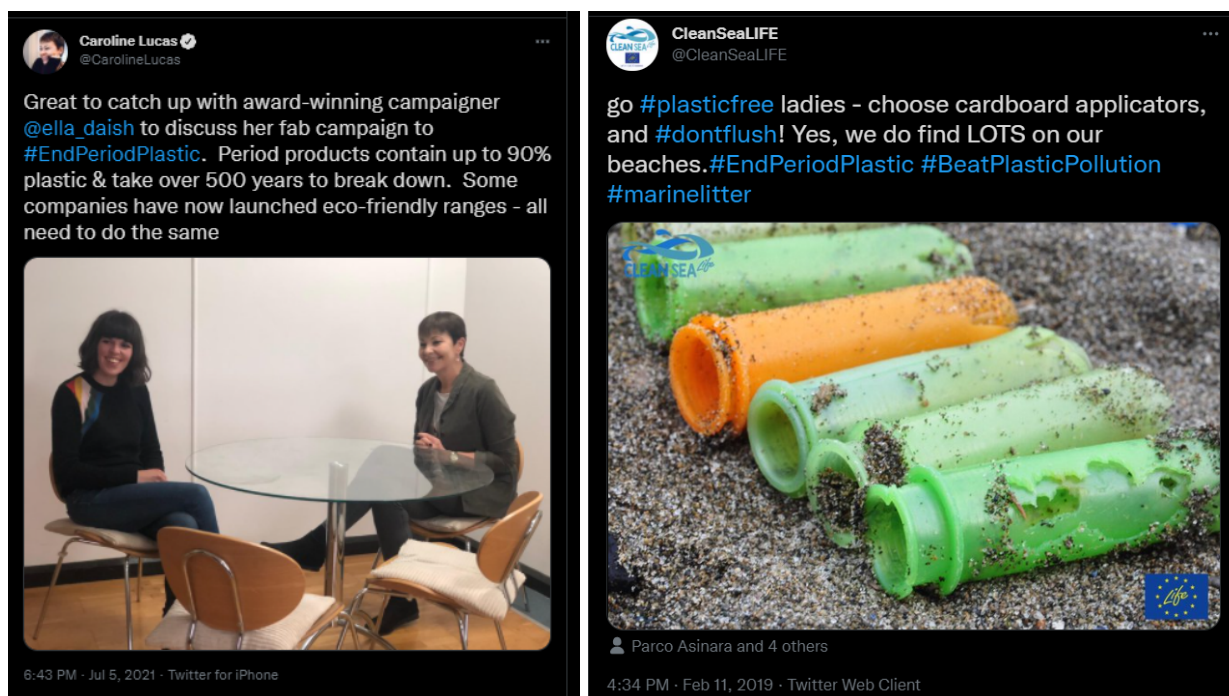 Caroline Lucas
@CarolineLucas
Great to catch up with award-winning campaigner
@ella_daish to discuss her fab campaign to
#EndPeriodPlastic.  Period products contain up to 90%
plastic & take over 500 years to break down.  Some
companies have now launched eco-friendly ranges - all
need to do the same
6:43 PM · Jul 5, 2021 · Twitter for iPhone
CleanSeaLIFE
@CleanSeaLIFE
CLEAN SEA Life
go #plasticfree ladies - choose cardboard applicators,
and #dontflush! Yes, we do find LOTS on our
beaches.#EndPeriodPlastic #BeatPlasticPollution
#marinelitter
CLEAN SEA Life
Life
Parco Asinara and 4 others
4:34 PM · Feb 11, 2019 · Twitter Web Client